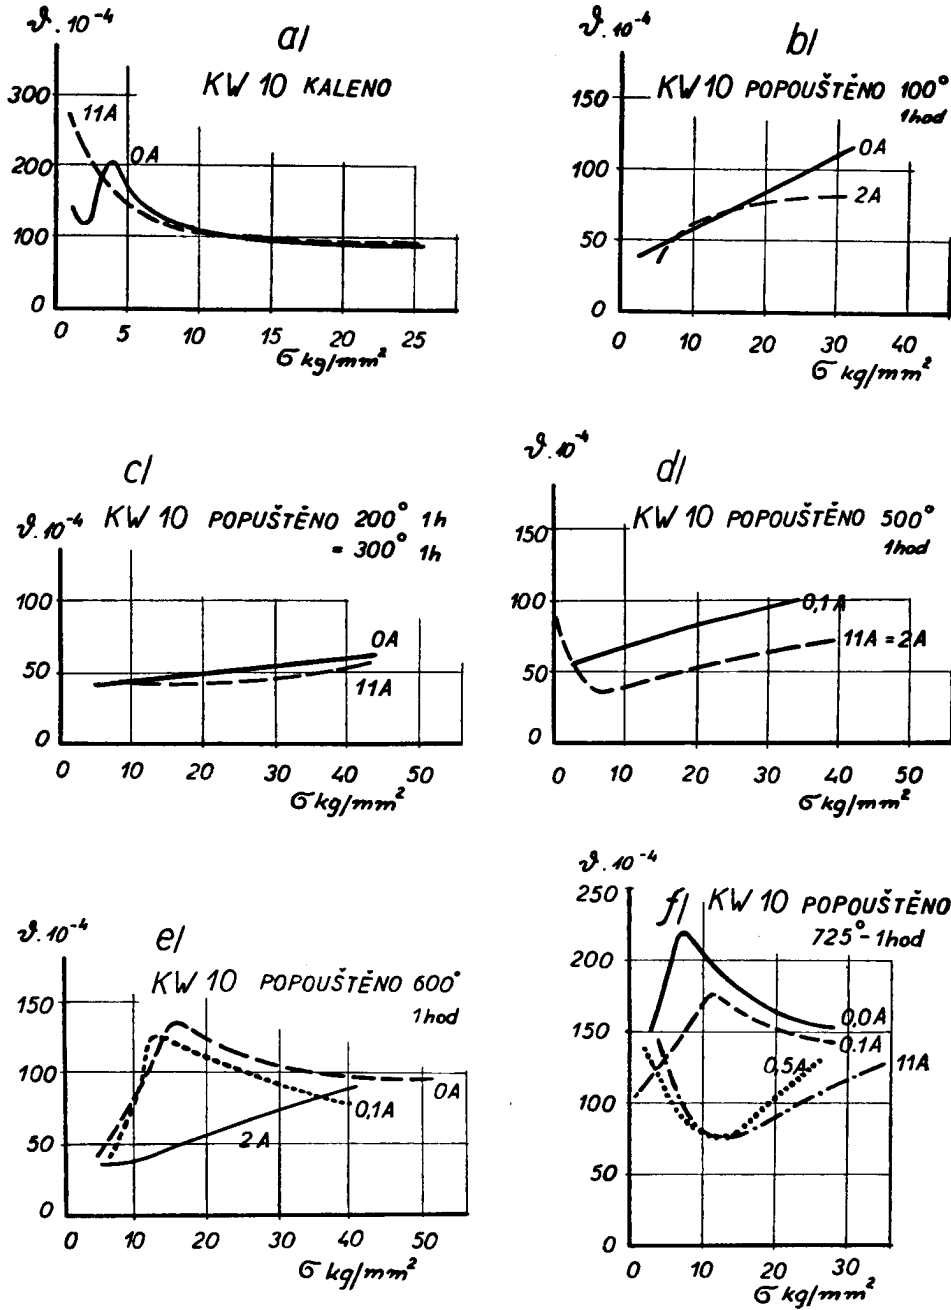 ϑ.10⁻⁴
a/
KW 10 KALENO
300
200
100
0
11A
0A
0 5 10 15 20 25
σ kg/mm²
ϑ.10⁻⁴
b/
KW 10 POPOUŠTĚNO 100°
1hod
150
100
50
0
0A
2A
0 10 20 30 40
σ kg/mm²
c/
ϑ.10⁻⁴ KW 10 POPUŠTĚNO 200° 1h
= 300° 1h
100
50
0
0A
11A
0 10 20 30 40 50
σ kg/mm²
ϑ.10⁻⁴
d/
KW 10 POPOUŠTĚNO 500°
1hod
150
100
50
0
0,1A
11A = 2A
0 10 20 30 40 50
σ kg/mm²
ϑ.10⁻⁴
e/
KW 10 POPOUŠTĚNO 600°
1hod
150
100
50
0
0A
0,1A
2A
0 10 20 30 40 50
σ kg/mm²
ϑ.10⁻⁴
f/ KW 10 POPOUŠTĚNO
725°-1hod
250
200
150
100
50
0
0,0A
0.1A
0,5A
11A
0 10 20 30
σ kg/mm²